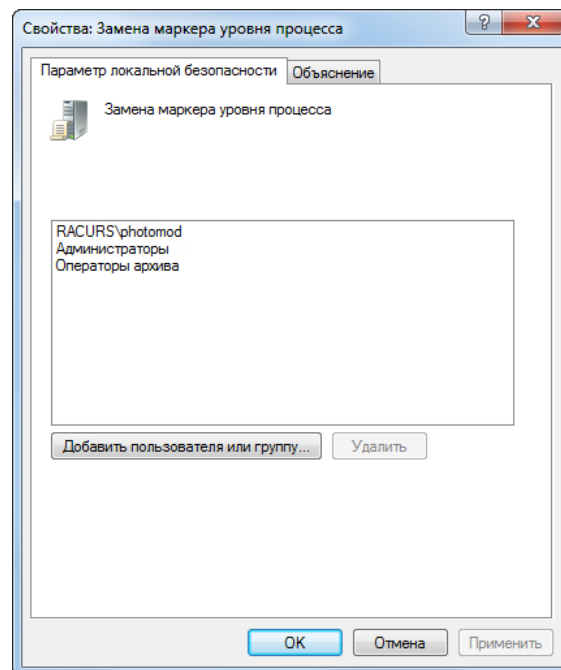 Свойства: Замена маркера уровня процесса
Параметр локальной безопасности Объяснение
Замена маркера уровня процесса
RACURS\photomod
Администраторы
Операторы архива
Добавить пользователя или группу... Удалить
OK Отмена Применить